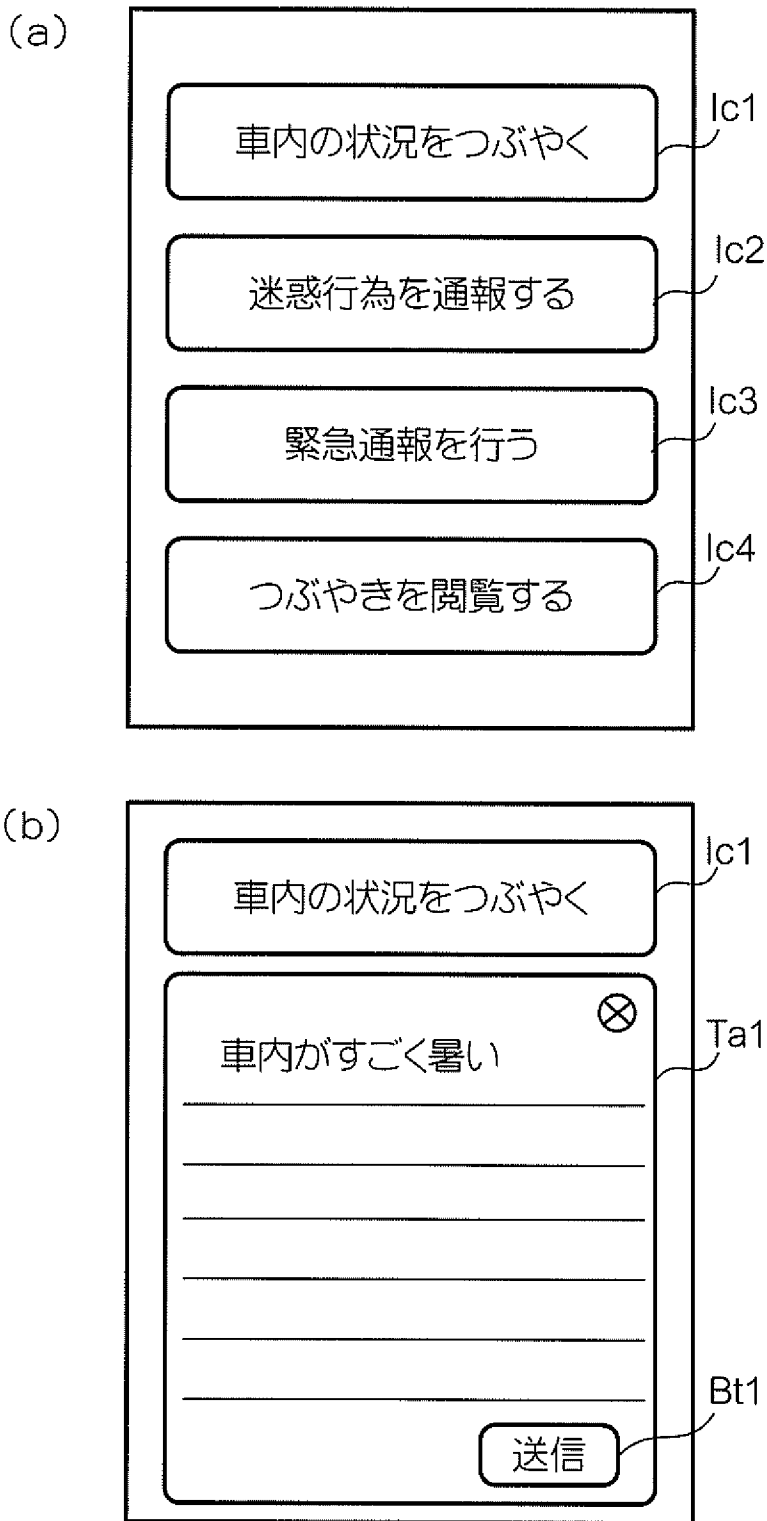 (a)
車内の状況をつぶやく
Ic1
迷惑行為を通報する
Ic2
緊急通報を行う
Ic3
つぶやきを閲覧する
Ic4
(b)
車内の状況をつぶやく
Ic1
車内がすごく暑い
Ta1
送信
Bt1